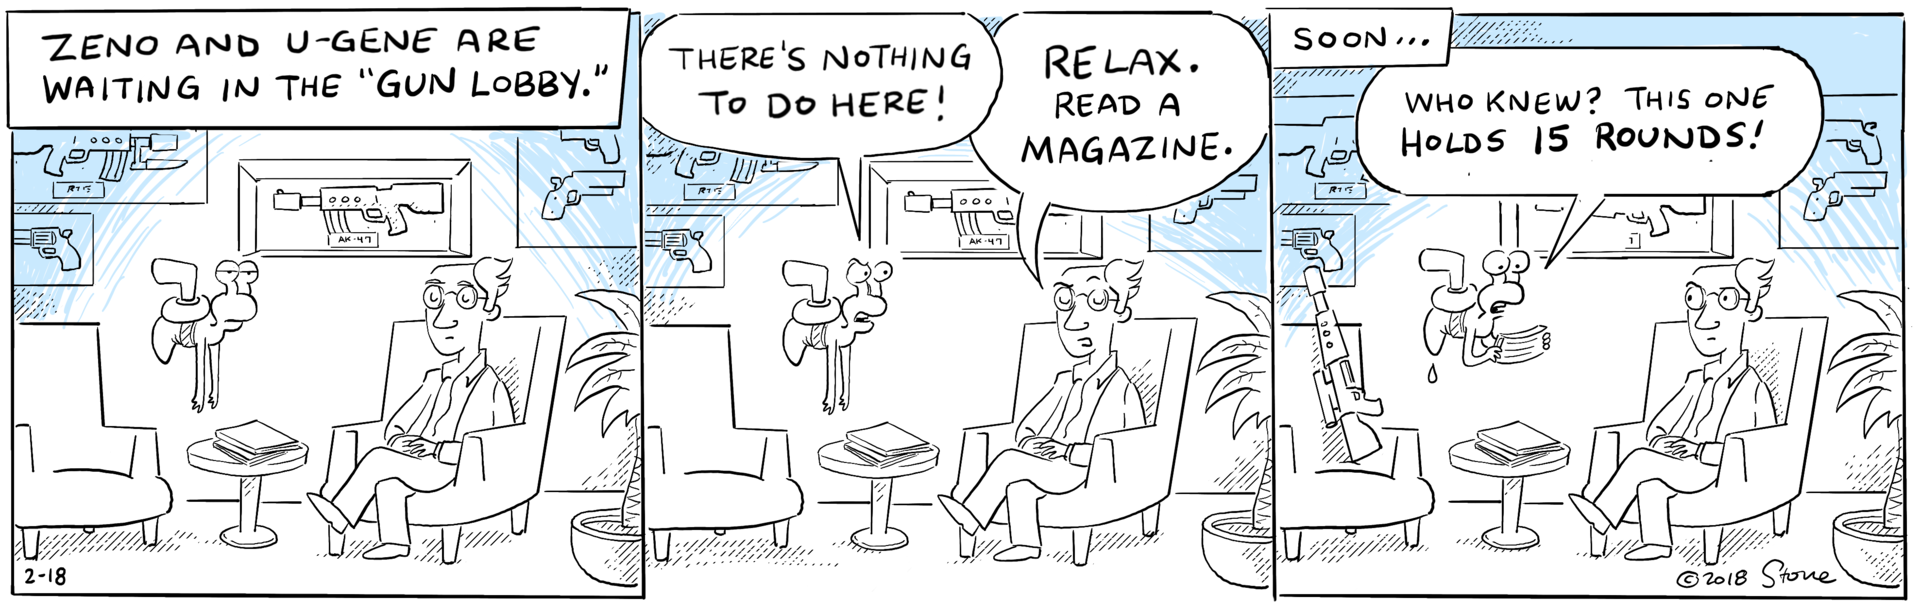 ZENO AND U-GENE ARE
WAITING IN THE "GUN LOBBY."
AK-47
2-18
THERE'S NOTHING
TO DO HERE!
RELAX.
READ A
MAGAZINE.
AK-47
SOON...
WHO KNEW? THIS ONE
HOLDS 15 ROUNDS!
©2018 Stone